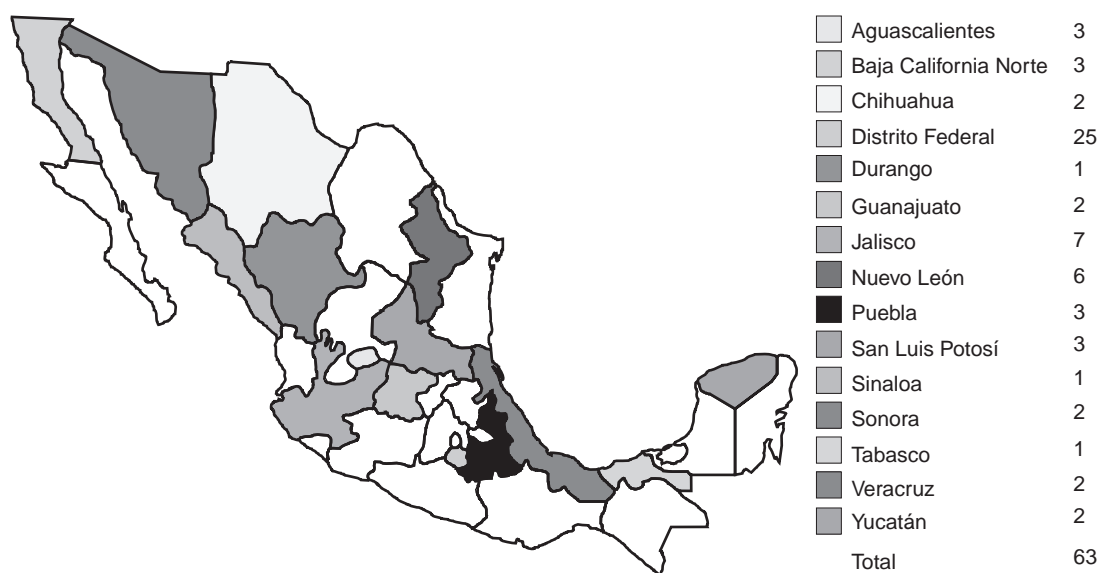 Aguascalientes 3
Baja California Norte 3
Chihuahua 2
Distrito Federal 25
Durango 1
Guanajuato 2
Jalisco 7
Nuevo León 6
Puebla 3
San Luis Potosí 3
Sinaloa 1
Sonora 2
Tabasco 1
Veracruz 2
Yucatán 2
Total 63